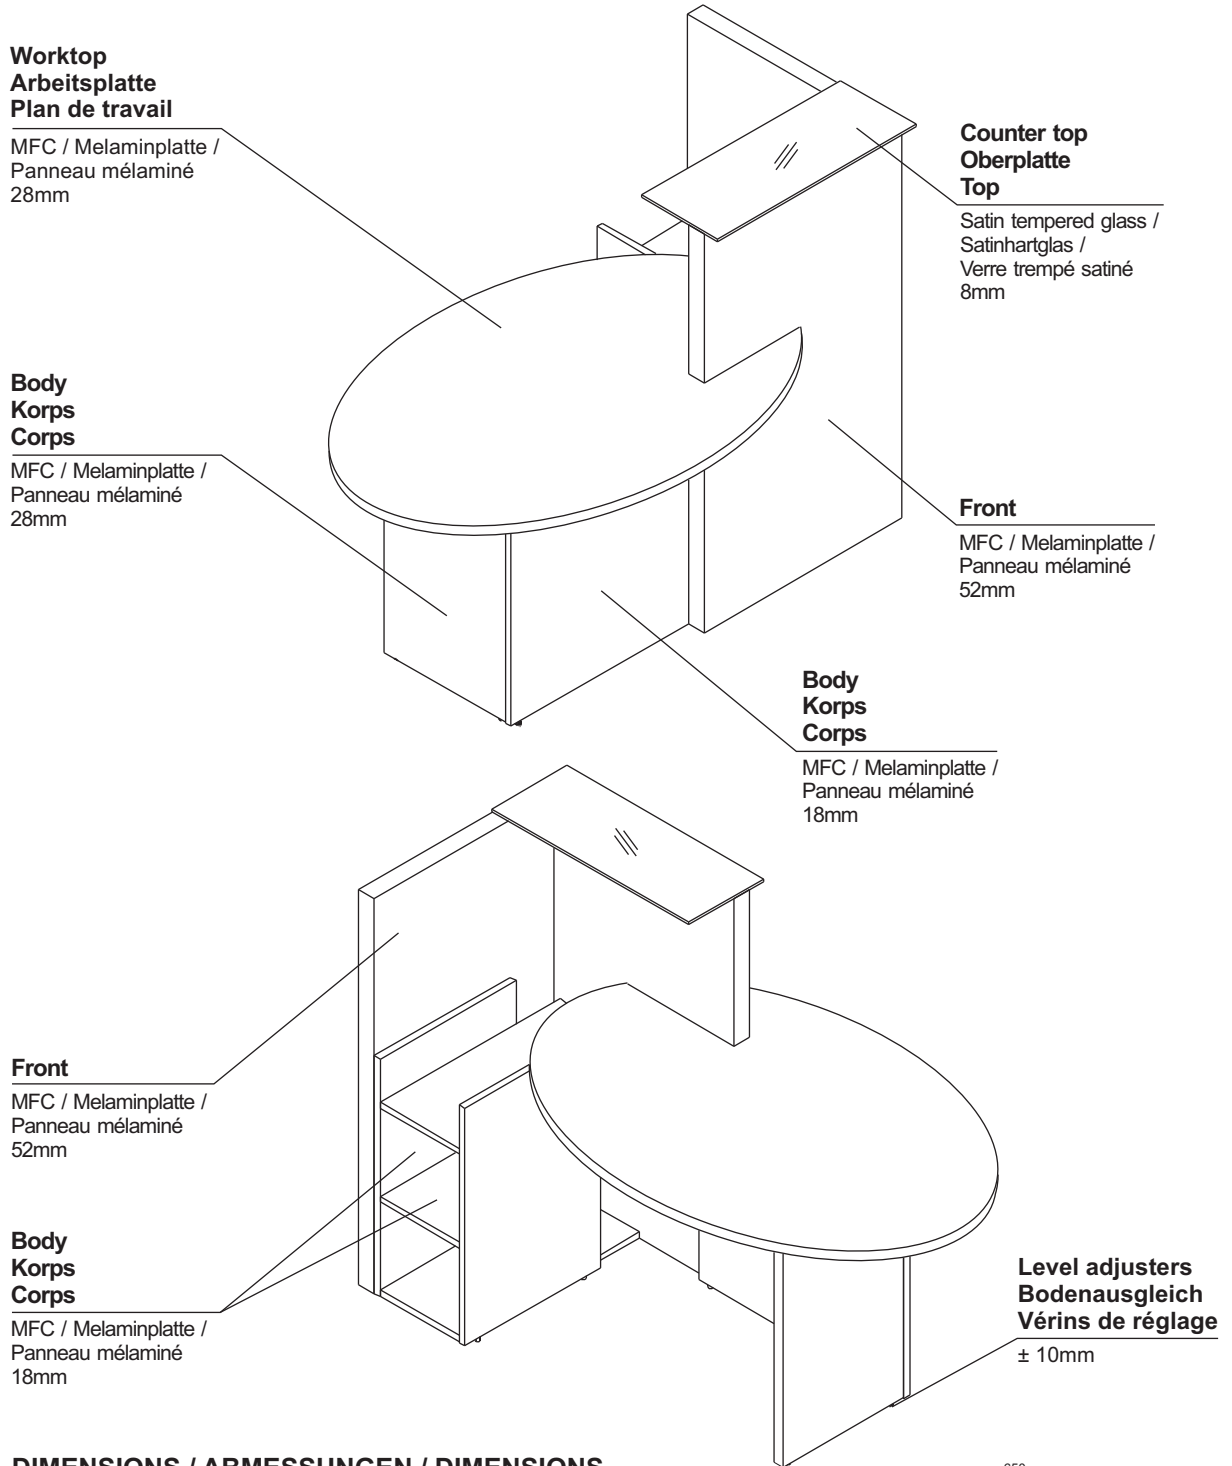 Worktop
Arbeitsplatte
Plan de travail
MFC / Melaminplatte /
Panneau mélaminé
28mm
Counter top
Oberplatte
Top
Satin tempered glass /
Satinhartglas /
Verre trempé satiné
8mm
Body
Korps
Corps
MFC / Melaminplatte /
Panneau mélaminé
28mm
Front
MFC / Melaminplatte /
Panneau mélaminé
52mm
Body
Korps
Corps
MFC / Melaminplatte /
Panneau mélaminé
18mm
Front
MFC / Melaminplatte /
Panneau mélaminé
52mm
Body
Korps
Corps
MFC / Melaminplatte /
Panneau mélaminé
18mm
Level adjusters
Bodenausgleich
Vérins de réglage
± 10mm
DIMENSIONS / ABMESSUNGEN / DIMENSIONS